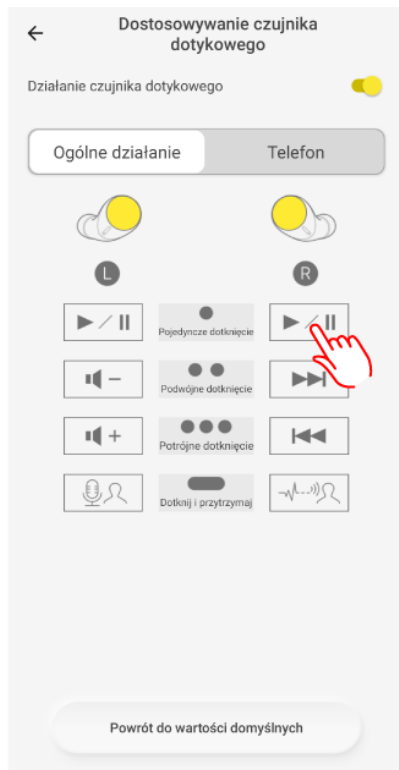 Dostosowywanie czujnika
dotykowego
Działanie czujnika dotykowego
Ogólne działanie
Telefon
L
R
Pojedyncze dotknięcie
Podwójne dotknięcie
Potrójne dotknięcie
Dotknij i przytrzymaj
Powrót do wartości domyślnych